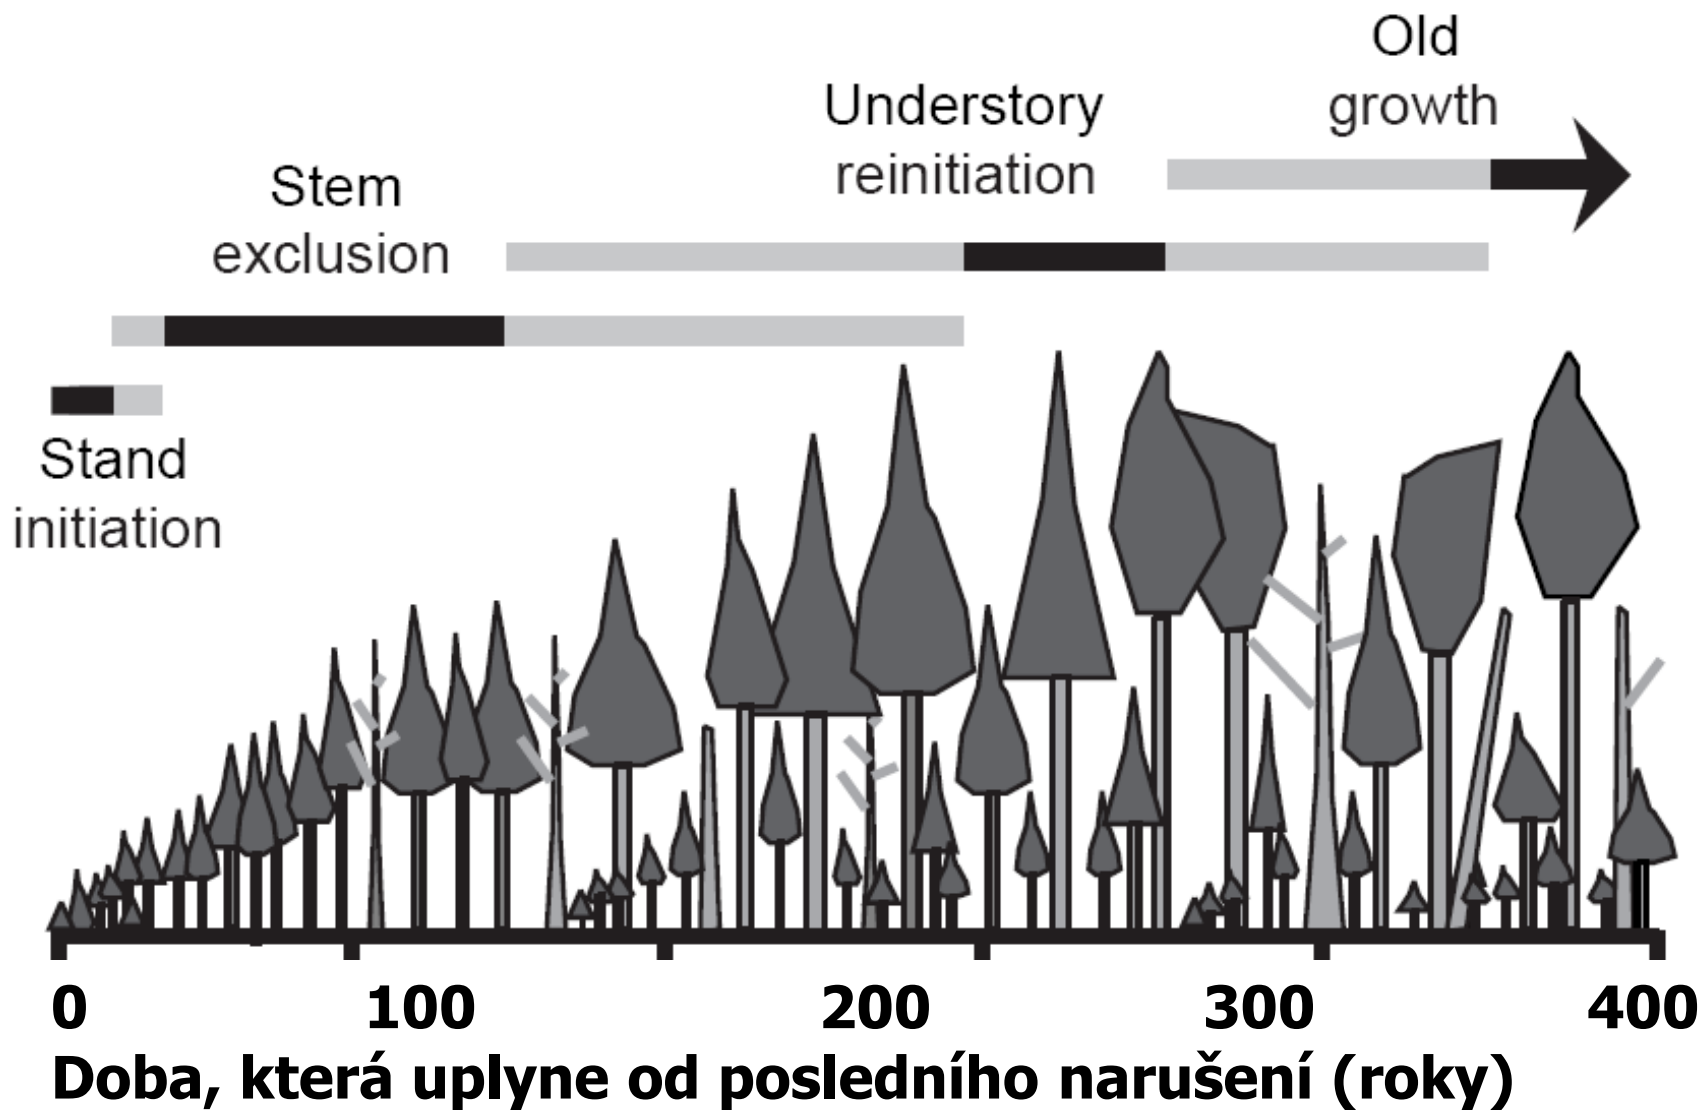 Old
growth
Understory
reinitiation
Stem
exclusion
Stand
initiation
0 100 200 300 400
Doba, která uplyne od posledního narušení (roky)